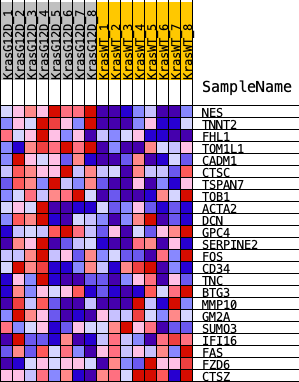 KrasG12D_1
KrasG12D_2
KrasG12D_3
KrasG12D_4
KrasG12D_5
KrasG12D_6
KrasG12D_7
KrasG12D_8
KrasWT_1
KrasWT_2
KrasWT_3
KrasWT_4
KrasWT_5
KrasWT_6
KrasWT_7
KrasWT_8
SampleName
NES
TNNT2
FHL1
TOM1L1
CADM1
CTSC
TSPAN7
TOB1
ACTA2
DCN
GPC4
SERPINE2
FOS
CD34
TNC
BTG3
MMP10
GM2A
SUMO3
IFI16
FAS
FZD6
CTSZ